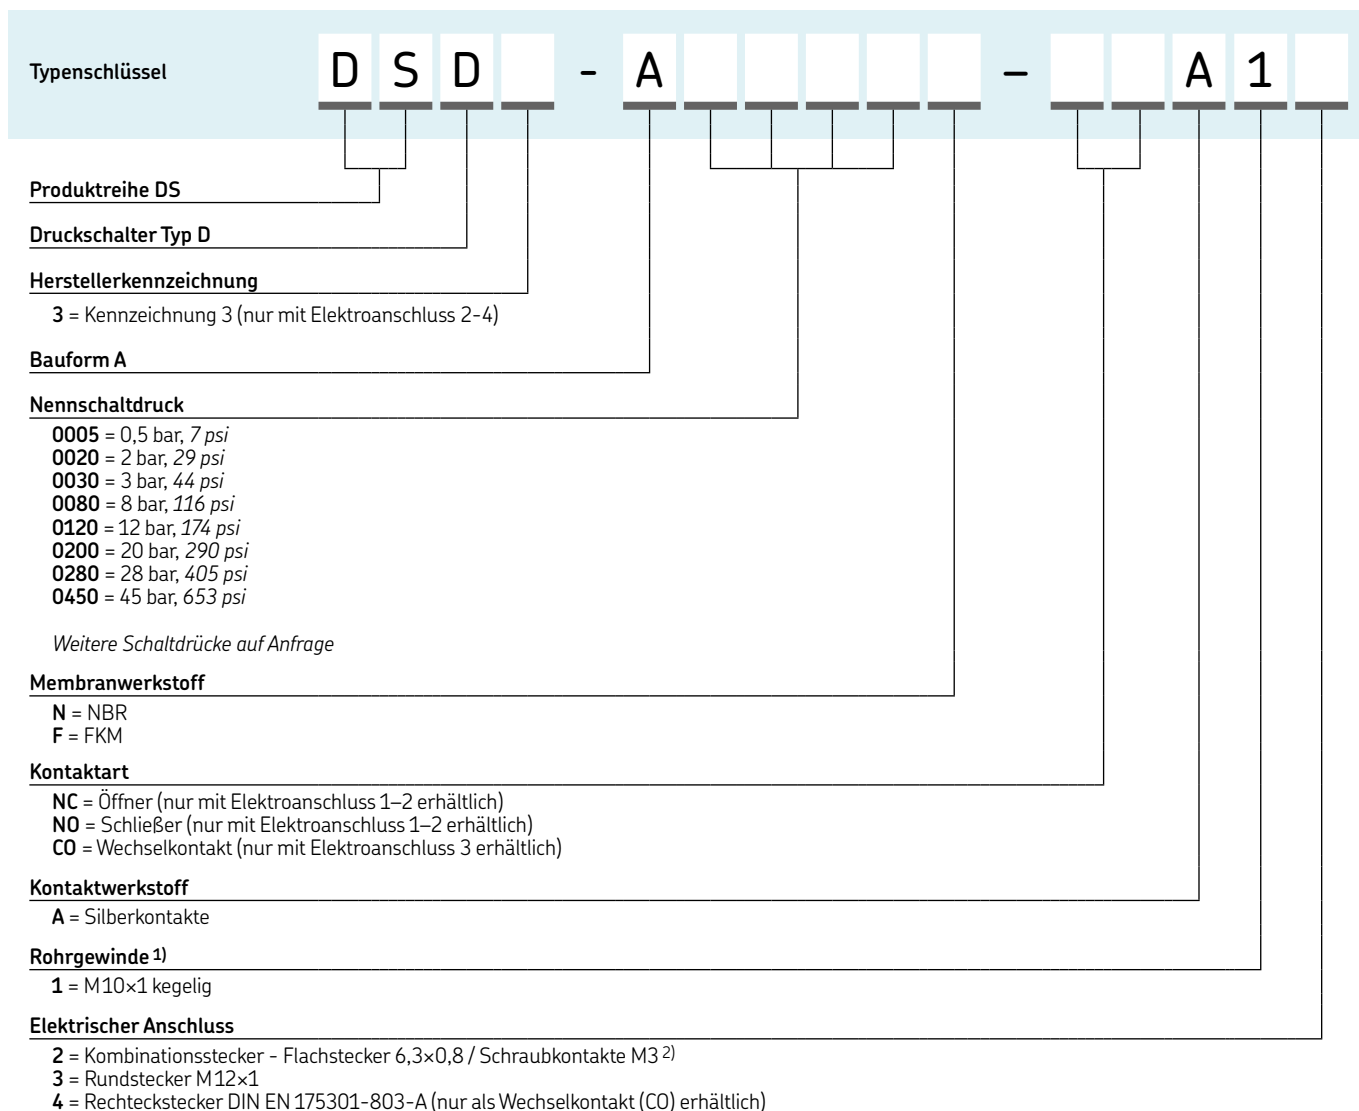 Typenschlüssel D S D - A – A 1
Produktreihe DS
Druckschalter Typ D
Herstellerkennzeichnung
3 = Kennzeichnung 3 (nur mit Elektroanschluss 2-4)
Bauform A
Nennschaltdruck
0005 = 0,5 bar, 7 psi
0020 = 2 bar, 29 psi
0030 = 3 bar, 44 psi
0080 = 8 bar, 116 psi
0120 = 12 bar, 174 psi
0200 = 20 bar, 290 psi
0280 = 28 bar, 405 psi
0450 = 45 bar, 653 psi
Weitere Schaltdrücke auf Anfrage
Membranwerkstoff
N = NBR
F = FKM
Kontaktart
NC = Öffner (nur mit Elektroanschluss 1–2 erhältlich)
NO = Schließer (nur mit Elektroanschluss 1–2 erhältlich)
CO = Wechselkontakt (nur mit Elektroanschluss 3 erhältlich)
Kontaktwerkstoff
A = Silberkontakte
Rohrgewinde 1)
1 = M10×1 kegelig
Elektrischer Anschluss
2 = Kombinationsstecker - Flachstecker 6,3×0,8 / Schraubkontakte M3 2)
3 = Rundstecker M12×1
4 = Rechteckstecker DIN EN 175301-803-A (nur als Wechselkontakt (CO) erhältlich)